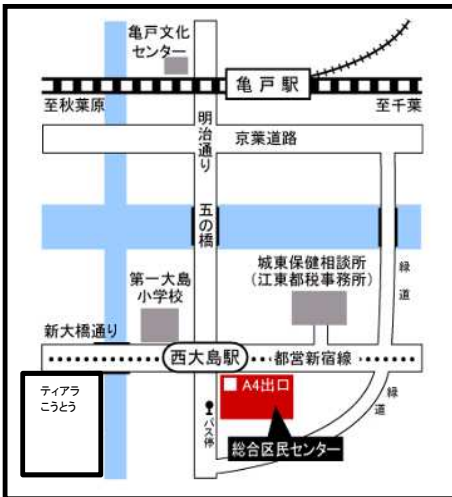 亀戸文化
センター
亀戸駅
至秋葉原
至千葉
明治通り
京葉道路
五の橋
城東保健相談所
(江東都税事務所)
緑道
第一大島
小学校
新大橋通り
西大島駅
都営新宿線
ティアラ
こうとう
A4出口
緑道
バス停
総合区民センター